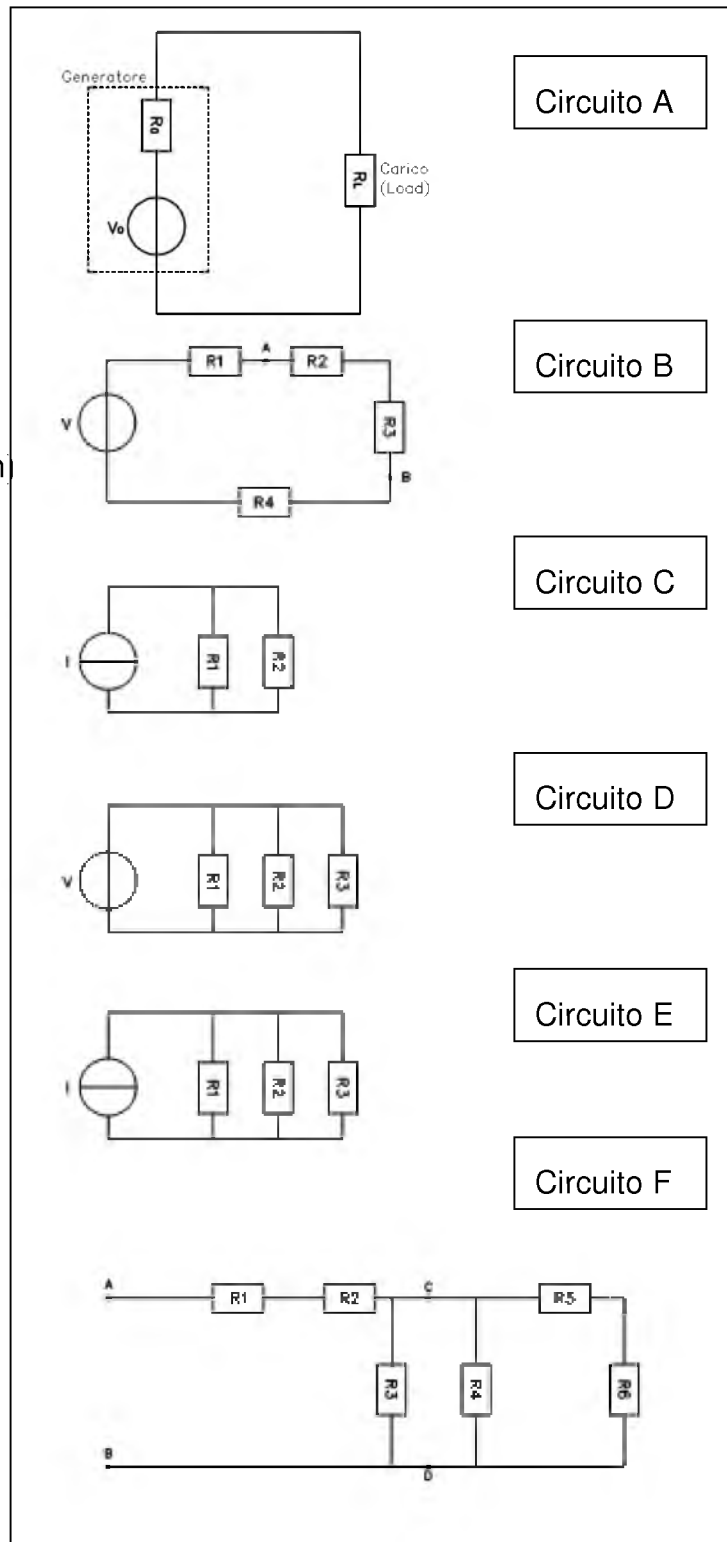 Circuito A
Generatore
Ro
Vo
RL
Carico
(Load)
Circuito B
R1
A
R2
V
R3
B
R4
Circuito C
I
R1
R2
Circuito D
V
R1
R2
R3
Circuito E
I
R1
R2
R3
Circuito F
A
R1
R2
C
R5
R3
R4
R6
B
D